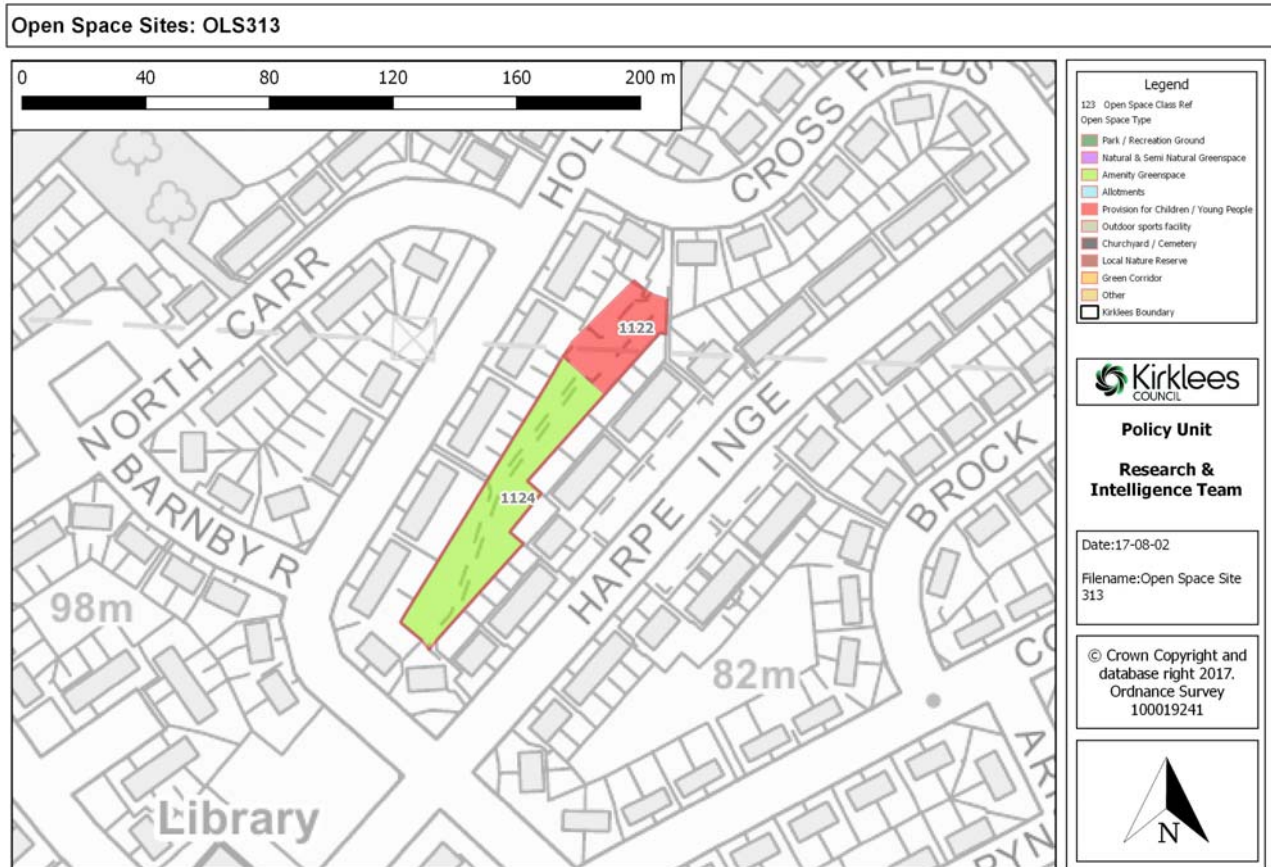 Open Space Sites: OLS313
0 40 80 120 160 200 m
CROSS FIELDS
NORTH CARR
1122
HARPE INGE
1124
BROCK
BARNBY R
98m
82m
Library
Legend
123 Open Space Class Ref
Open Space Type
Park / Recreation Ground
Natural & Semi Natural Greenspace
Amenity Greenspace
Allotments
Provision for Children / Young People
Outdoor sports facility
Churchyard / Cemetery
Local Nature Reserve
Green Corridor
Other
Kirklees Boundary
Kirklees
COUNCIL
Policy Unit
Research &
Intelligence Team
Date:17-08-02
Filename:Open Space Site
313
© Crown Copyright and
database right 2017.
Ordnance Survey
100019241
N